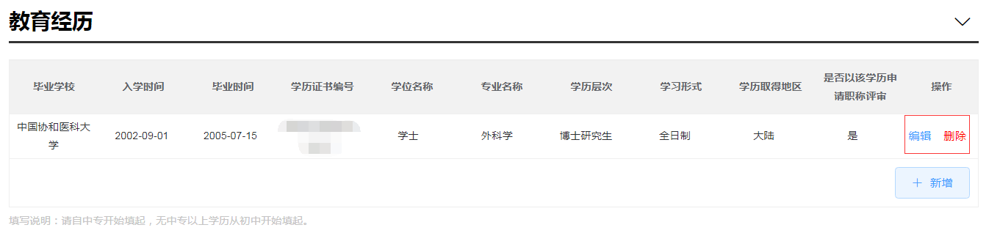 教育经历
毕业学校 入学时间 毕业时间 学历证书编号 学位名称 专业名称 学历层次 学习形式 学历取得地区 是否以该学历申
请职称评审 操作
中国协和医科大
学 2002-09-01 2005-07-15 学士 外科学 博士研究生 全日制 大陆 是 编辑 删除
+ 新增
填写说明：请自中专开始填起，无中专以上学历从初中开始填起。